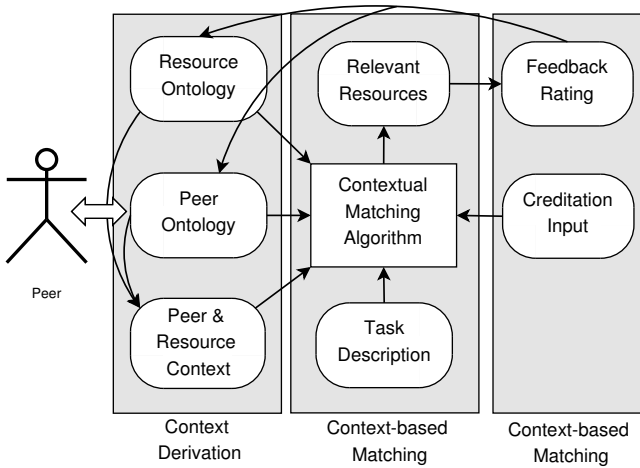 Resource
Ontology
Relevant
Resources
Feedback
Rating
Peer
Ontology
Contextual
Matching
Algorithm
Creditation
Input
Peer
Peer &
Resource
Context
Task
Description
Context
Derivation
Context-based
Matching
Context-based
Matching